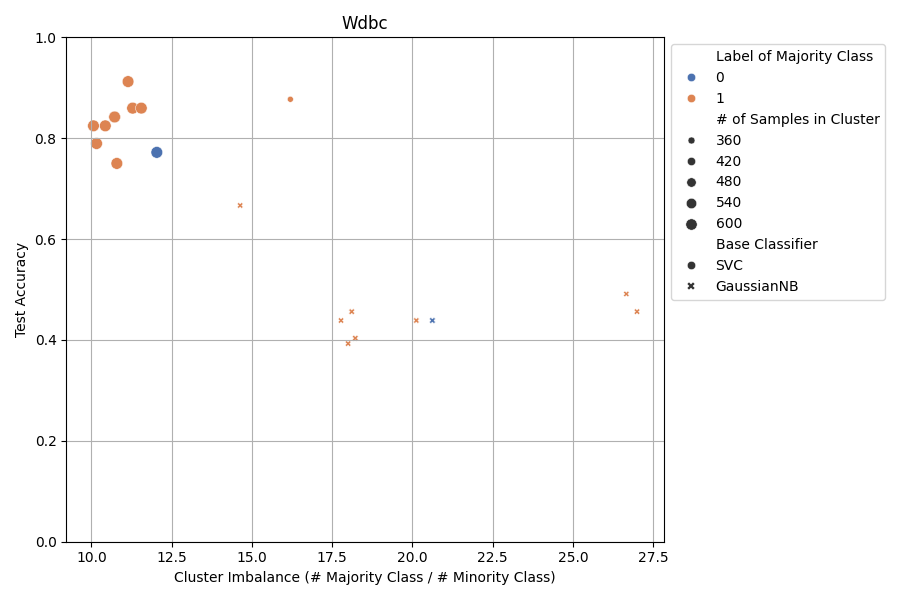 Wdbc
1.0
0.8
0.6
0.4
0.2
0.0
Test Accuracy
10.0 12.5 15.0 17.5 20.0 22.5 25.0 27.5
Cluster Imbalance (# Majority Class / # Minority Class)
Label of Majority Class
0
1
# of Samples in Cluster
360
420
480
540
600
Base Classifier
SVC
GaussianNB